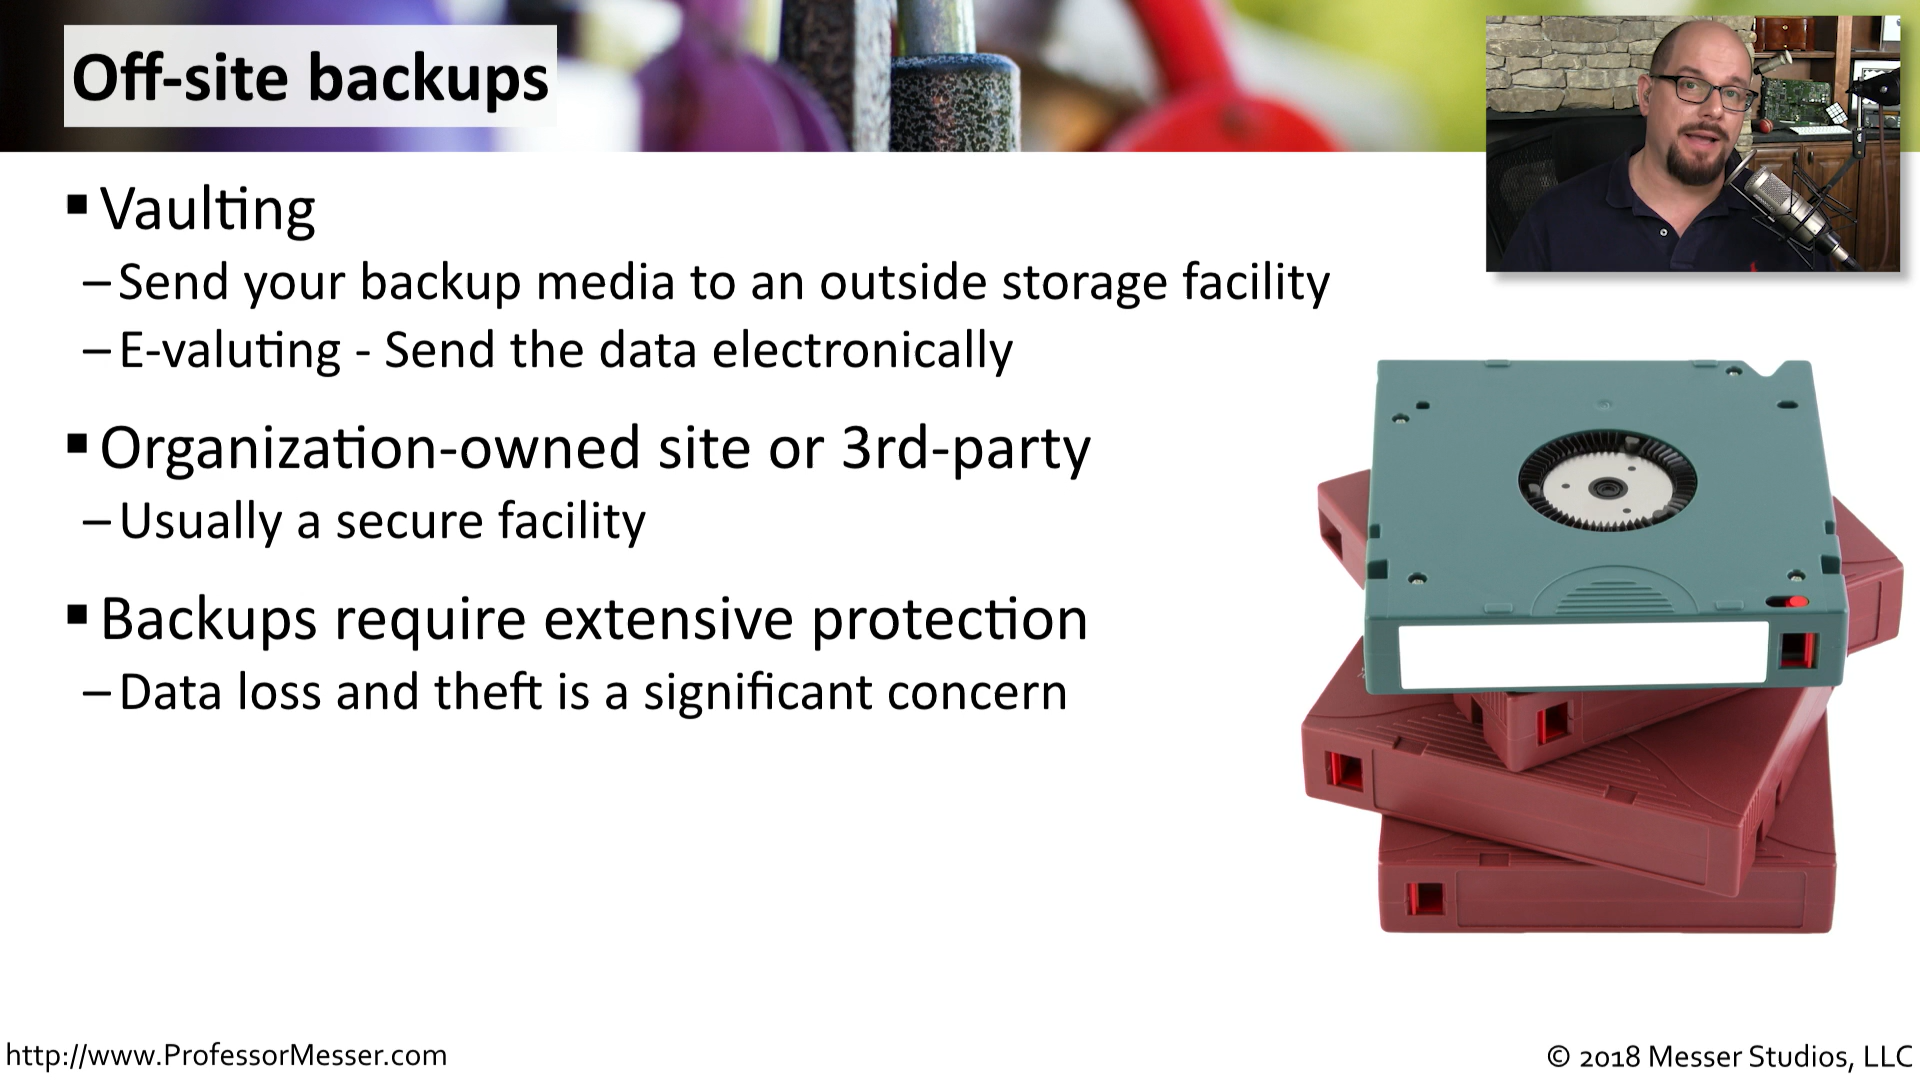 Off-site backups
▪ Vaulting
– Send your backup media to an outside storage facility
– E-valuting - Send the data electronically
▪ Organization-owned site or 3rd-party
– Usually a secure facility
▪ Backups require extensive protection
– Data loss and theft is a significant concern
http://www.ProfessorMesser.com
© 2018 Messer Studios, LLC